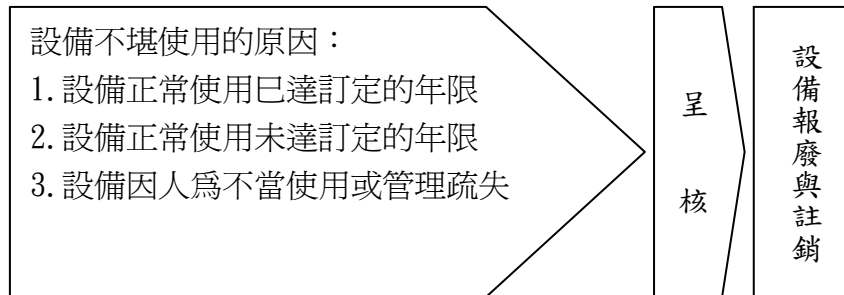 設備不堪使用的原因：
1.設備正常使用巳達訂定的年限
2.設備正常使用未達訂定的年限
3.設備因人為不當使用或管理疏失
呈核
設備報廢與註銷